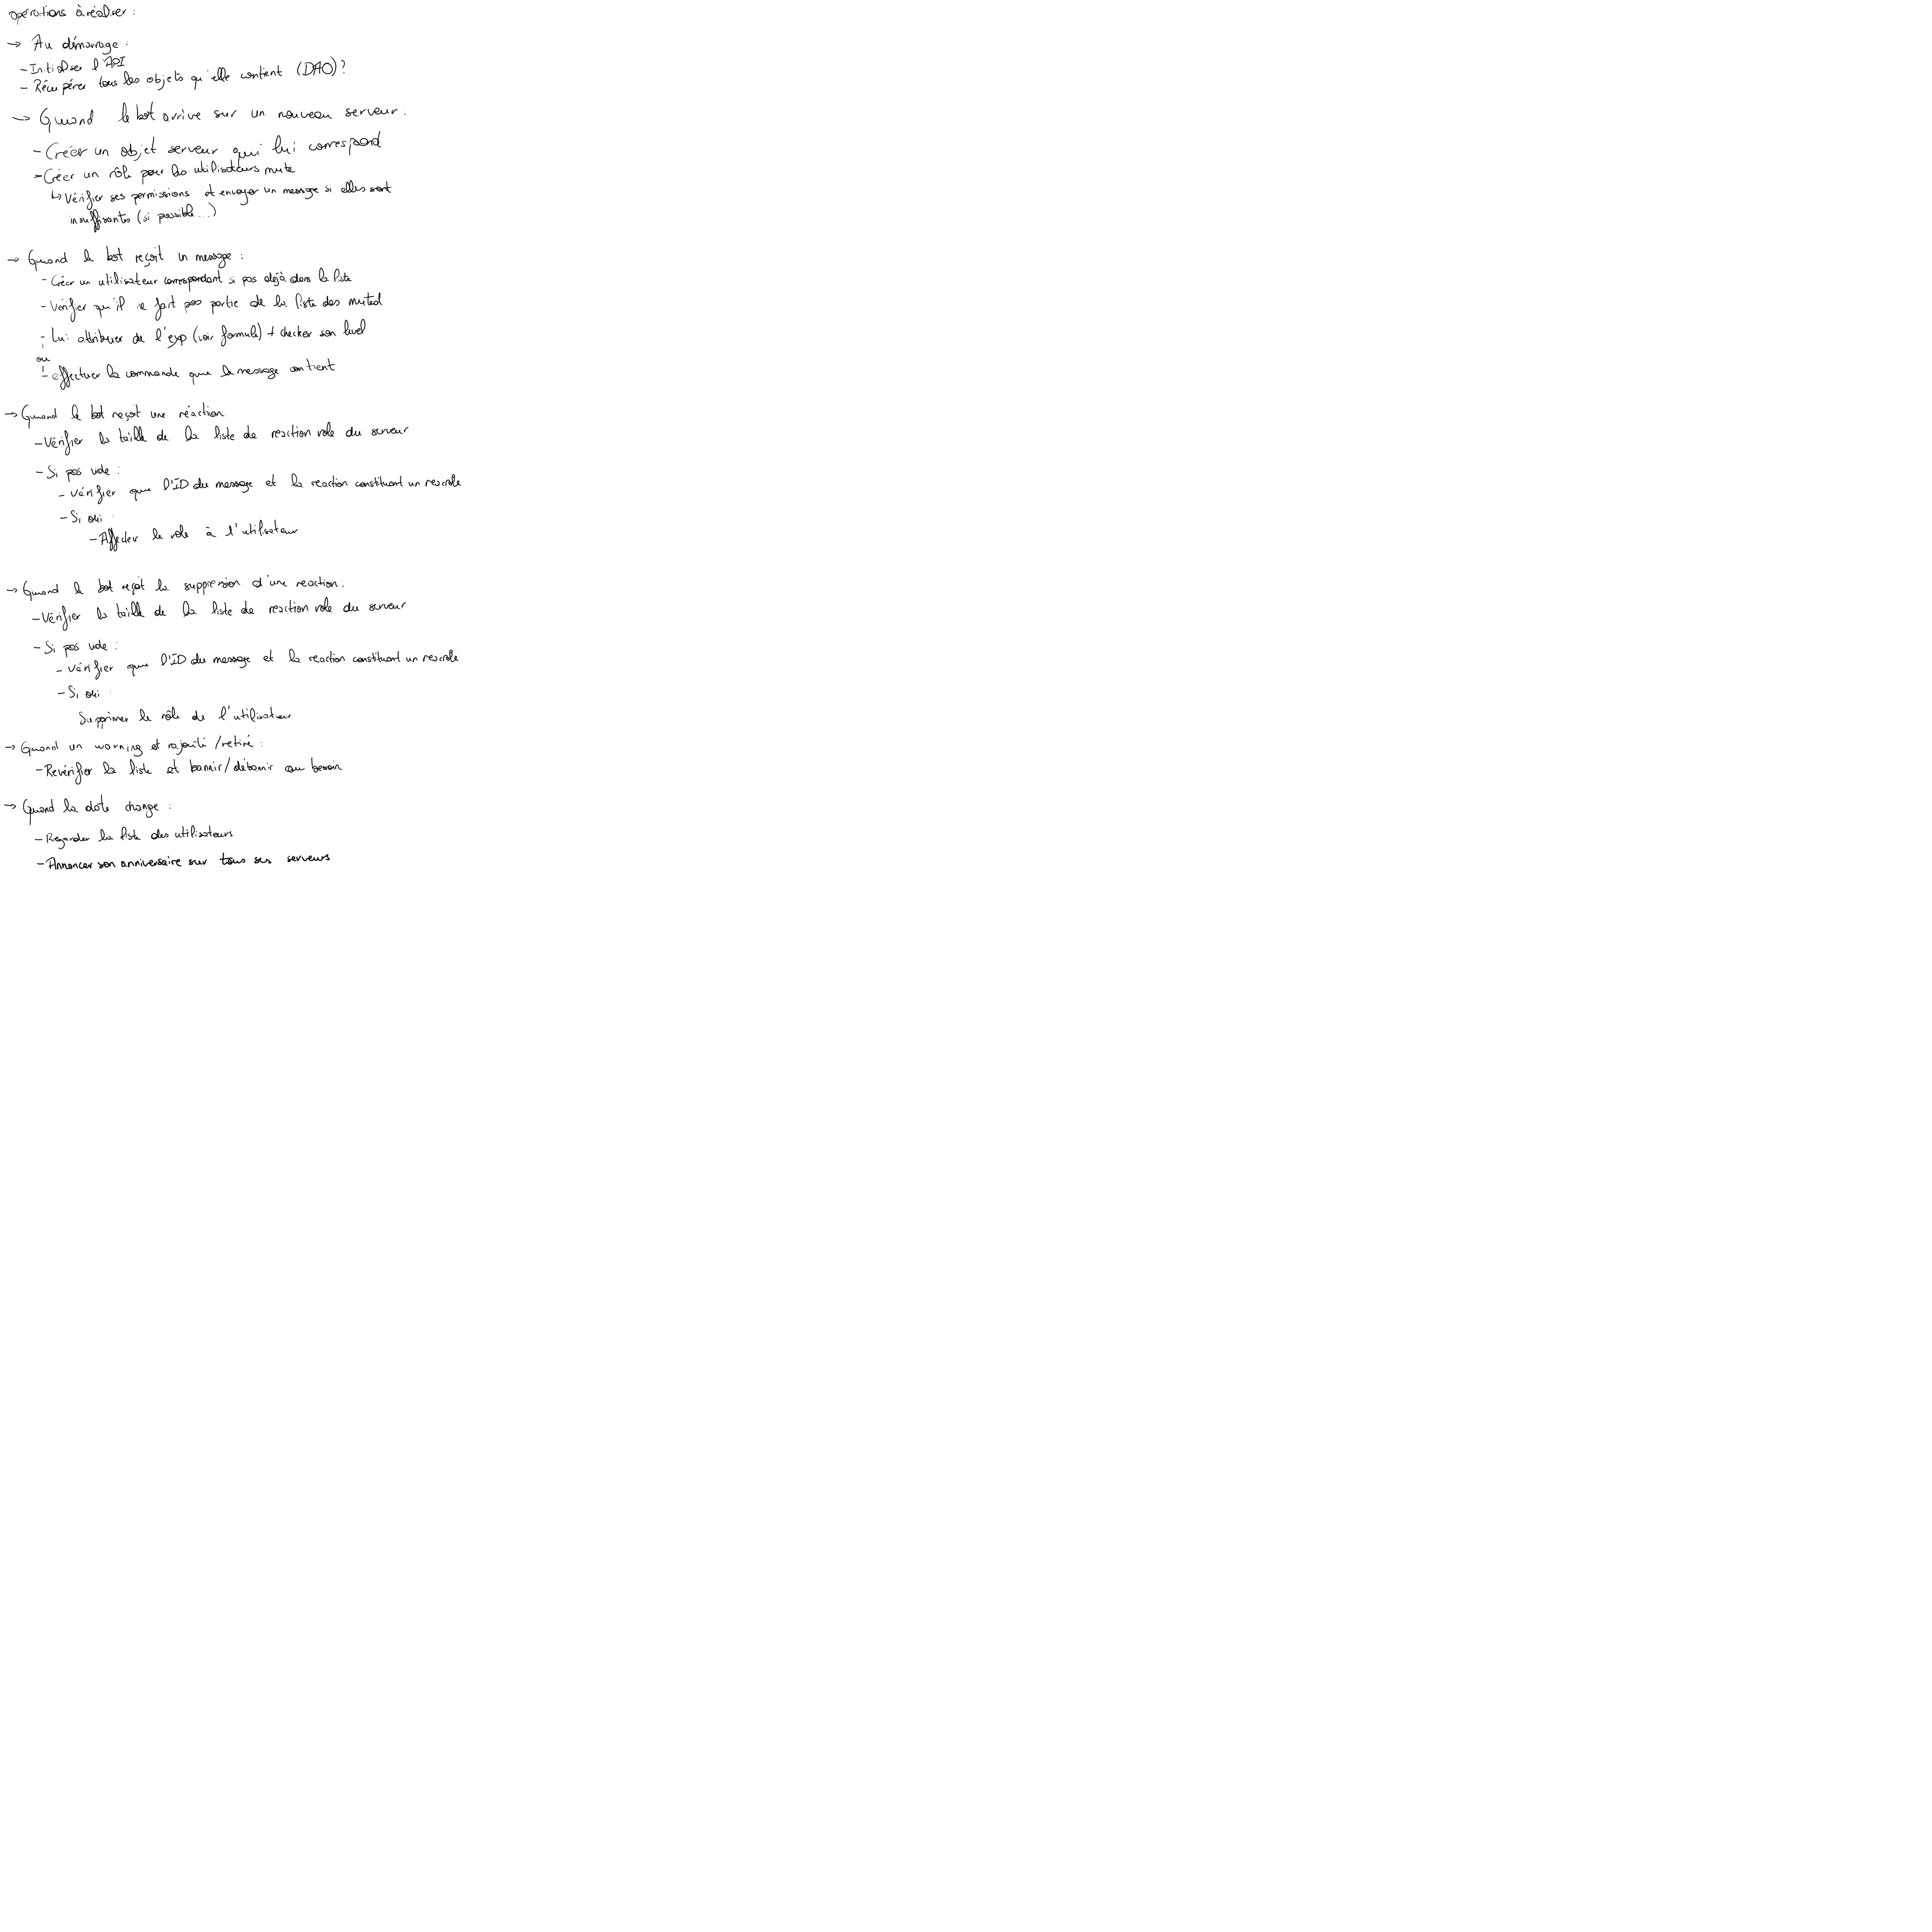 opérations à réaliser :
→ Au démarrage :
- Initialiser l'API
- Récupérer tous les objets qu'elle contient (DAO) ?
→ Quand le bot arrive sur un nouveau serveur :
- Créer un objet serveur qui lui correspond
- Créer un rôle pour les utilisateurs mute
↳ Vérifier ses permissions et envoyer un message si elles sont
insuffisantes (si possible...)
→ Quand le bot reçoit un message :
- Créer un utilisateur correspondant si pas déjà dans la liste
- Vérifier qu'il ne fait pas partie de la liste des muted
- Lui attribuer de l'exp (voir formule) + checker son level
ou
- effectuer la commande que le message contient
→ Quand le bot reçoit une réaction
- Vérifier la taille de la liste de reaction role du serveur
- Si pas vide :
- Vérifier que l'ID du message et la reaction constituent un reacrole
- Si oui :
- Affecter le role à l'utilisateur
→ Quand le bot reçoit la suppression d'une reaction :
- Vérifier la taille de la liste de reaction role du serveur
- Si pas vide :
- Vérifier que l'ID du message et la reaction constituent un reacrole
- Si oui :
Supprimer le rôle de l'utilisateur
→ Quand un warning est rajouté / retiré :
- Revérifier la liste et bannir/débannir au besoin
→ Quand la date change :
- Regarder la liste des utilisateurs
- Annoncer son anniversaire sur tous ses serveurs